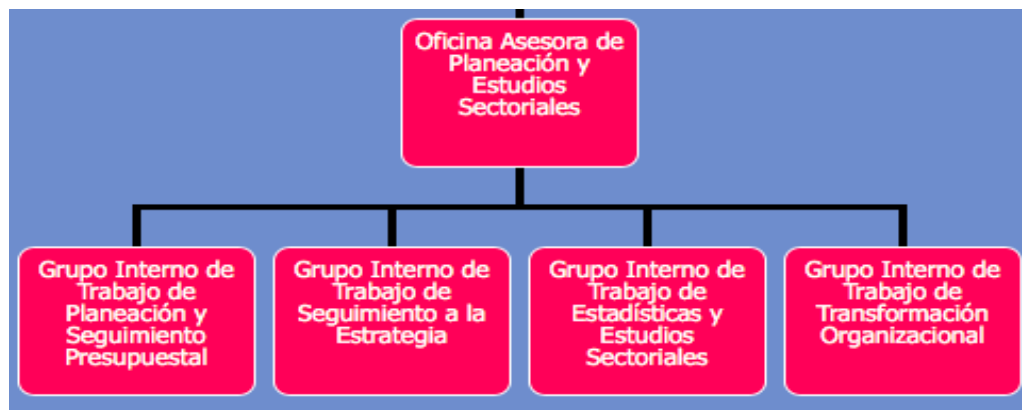 Oficina Asesora de
Planeación y
Estudios
Sectoriales
Grupo Interno de
Trabajo de
Planeación y
Seguimiento
Presupuestal
Grupo Interno de
Trabajo de
Seguimiento a la
Estrategia
Grupo Interno de
Trabajo de
Estadísticas y
Estudios
Sectoriales
Grupo Interno de
Trabajo de
Transformación
Organizacional